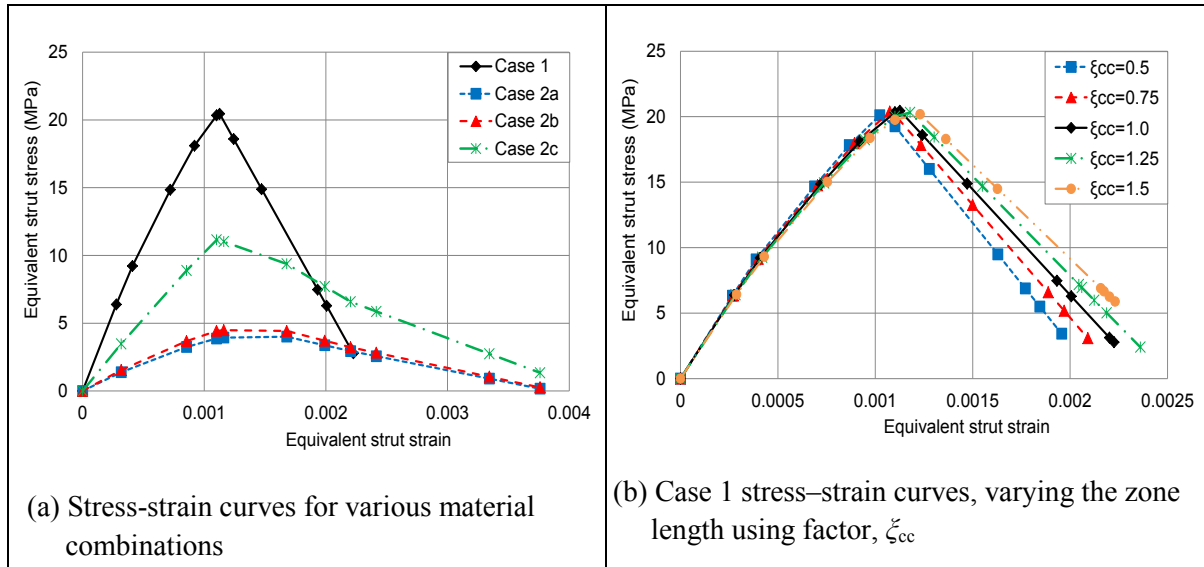 25
20
15
10
5
0
Equivalent strut stress (MPa)
0
0.001
0.002
0.003
0.004
Equivalent strut strain
Case 1
Case 2a
Case 2b
Case 2c
(a) Stress-strain curves for various material
combinations
25
20
15
10
5
0
Equivalent strut stress (MPa)
0
0.0005
0.001
0.0015
0.002
0.0025
Equivalent strut strain
ξcc=0.5
ξcc=0.75
ξcc=1.0
ξcc=1.25
ξcc=1.5
(b) Case 1 stress–strain curves, varying the zone
length using factor, ξcc